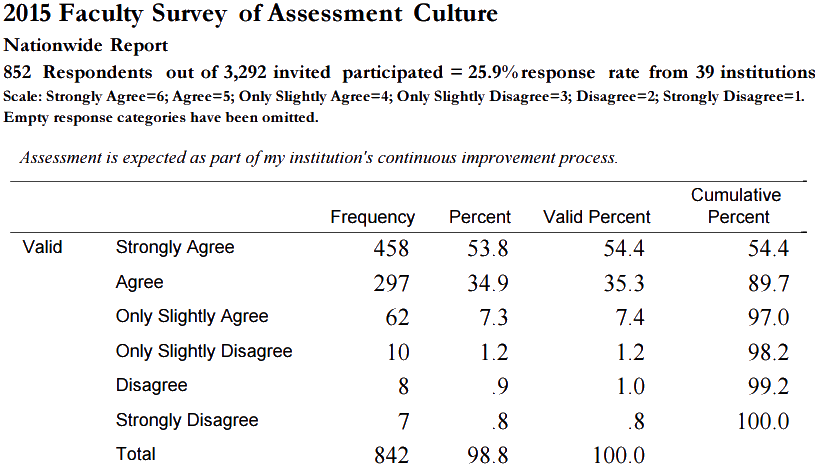 2015 Faculty Survey of Assessment Culture
Nationwide Report
852 Respondents out of 3,292 invited participated = 25.9% response rate from 39 institutions
Scale: Strongly Agree=6; Agree=5; Only Slightly Agree=4; Only Slightly Disagree=3; Disagree=2; Strongly Disagree=1.
Empty response categories have been omitted.
Assessment is expected as part of my institution's continuous improvement process.
Cumulative
Frequency Percent Valid Percent Percent
Valid Strongly Agree 458 53.8 54.4 54.4
Agree 297 34.9 35.3 89.7
Only Slightly Agree 62 7.3 7.4 97.0
Only Slightly Disagree 10 1.2 1.2 98.2
Disagree 8 .9 1.0 99.2
Strongly Disagree 7 .8 .8 100.0
Total 842 98.8 100.0